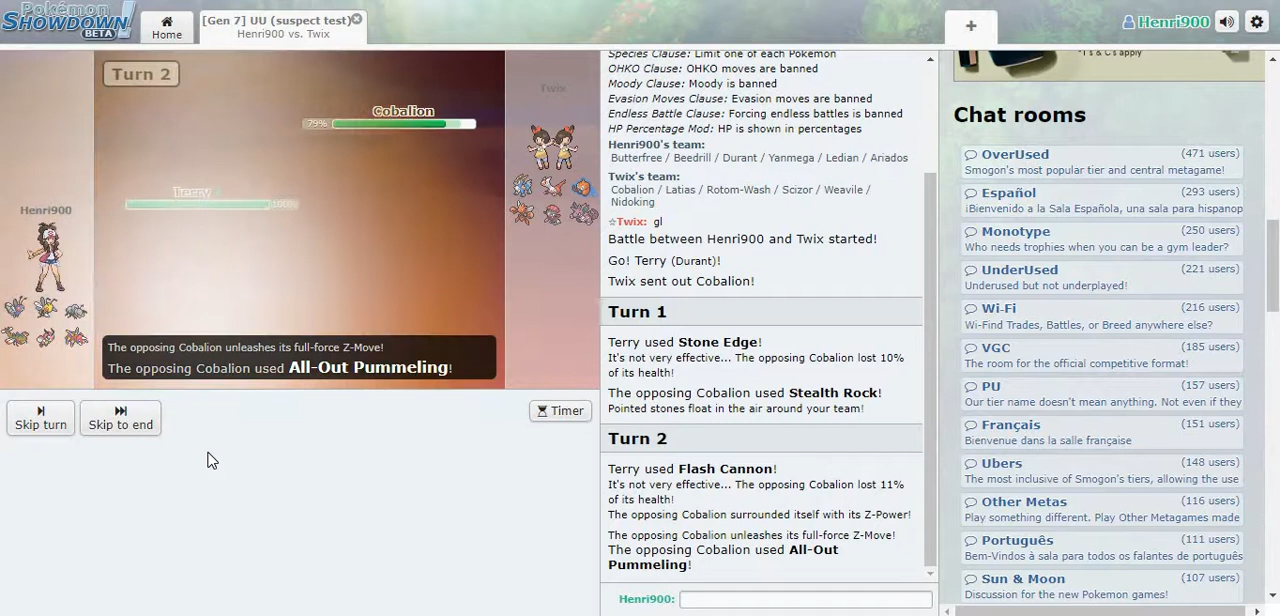 Pokémon
SHOWDOWN!
BETA
Home
[Gen 7] UU (suspect test)
Henri900 vs. Twix
+
Henri900
Turn 2
Cobalion
79%
Terry
100%
Henri900
Twix
The opposing Cobalion unleashes its full-force Z-Move!
The opposing Cobalion used All-Out Pummeling!
Skip turn
Skip to end
Timer
Species Clause: Limit one of each Pokémon
OHKO Clause: OHKO moves are banned
Moody Clause: Moody is banned
Evasion Moves Clause: Evasion moves are banned
Endless Battle Clause: Forcing endless battles is banned
HP Percentage Mod: HP is shown in percentages
Henri900's team:
Butterfree / Beedrill / Durant / Yanmega / Ledian / Ariados
Twix's team:
Cobalion / Latias / Rotom-Wash / Scizor / Weavile /
Nidoking
☆Twix: gl
Battle between Henri900 and Twix started!
Go! Terry (Durant)!
Twix sent out Cobalion!
Turn 1
Terry used Stone Edge!
It's not very effective... The opposing Cobalion lost 10%
of its health!
The opposing Cobalion used Stealth Rock!
Pointed stones float in the air around your team!
Turn 2
Terry used Flash Cannon!
It's not very effective... The opposing Cobalion lost 11%
of its health!
The opposing Cobalion surrounded itself with its Z-Power!
The opposing Cobalion unleashes its full-force Z-Move!
The opposing Cobalion used All-Out
Pummeling!
Henri900:
*T's & C's apply
Chat rooms
OverUsed (471 users)
Smogon's most popular tier and central metagame!
Español (293 users)
¡Bienvenido a la Sala Española, una sala para hispanop
Monotype (250 users)
Who needs trophies when you can be a gym leader?
UnderUsed (221 users)
Underused but not underplayed!
Wi-Fi (216 users)
Wi-Find Trades, Battles, or Breed anywhere else?
VGC (185 users)
The room for the official competitive format!
PU (157 users)
Our tier name doesn't mean anything. Not even if they
Français (151 users)
Bienvenue dans la salle française
Ubers (148 users)
The most inclusive of Smogon's tiers, allowing the use
Other Metas (116 users)
Play something different. Play Other Metagames made
Português (111 users)
Bem-Vindos à sala para todos os falantes de português
Sun & Moon (107 users)
Discussion for the new Pokemon games!